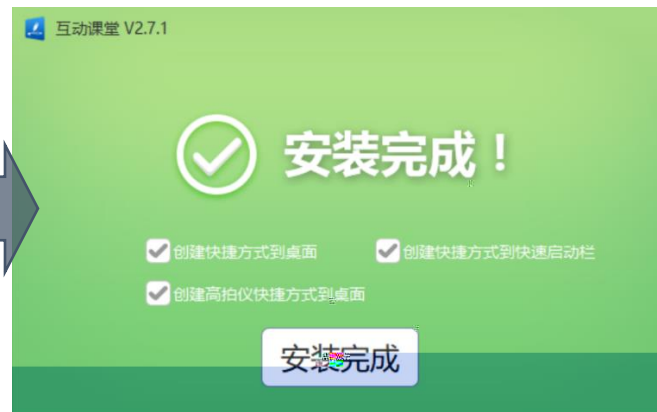 互动课堂 V2.7.1
安装完成！
创建快捷方式到桌面 创建快捷方式到快速启动栏
创建高拍仪快捷方式到桌面
安装完成